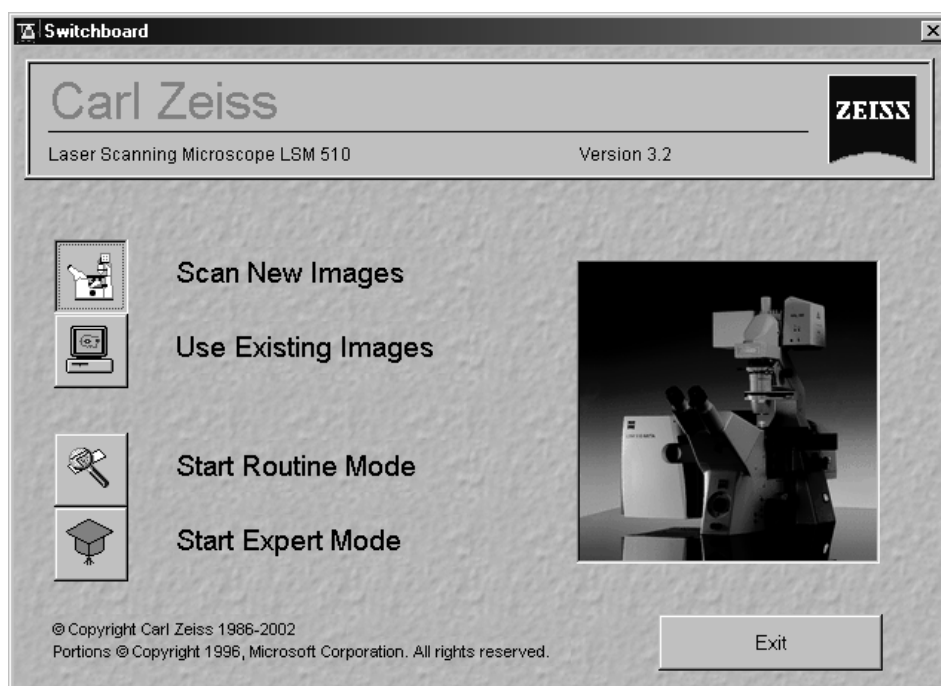 Switchboard
Carl Zeiss
ZEISS
Laser Scanning Microscope LSM 510 Version 3.2
Scan New Images
Use Existing Images
Start Routine Mode
Start Expert Mode
© Copyright Carl Zeiss 1986-2002
Portions © Copyright 1996, Microsoft Corporation. All rights reserved.
Exit